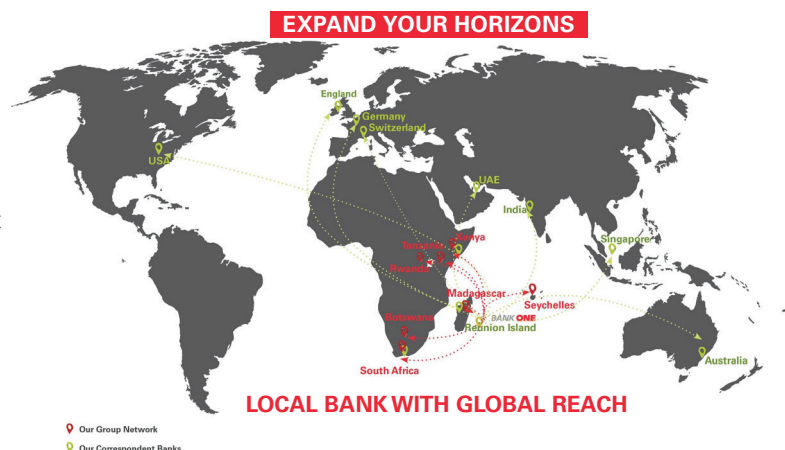 EXPAND YOUR HORIZONS
England
Germany
Switzerland
USA
UAE
India
Kenya
Tanzania
Singapore
Rwanda
Madagascar
Seychelles
BANK ONE
Botswana
Reunion Island
Australia
South Africa
LOCAL BANK WITH GLOBAL REACH
Our Group Network
Our Correspondent Banks